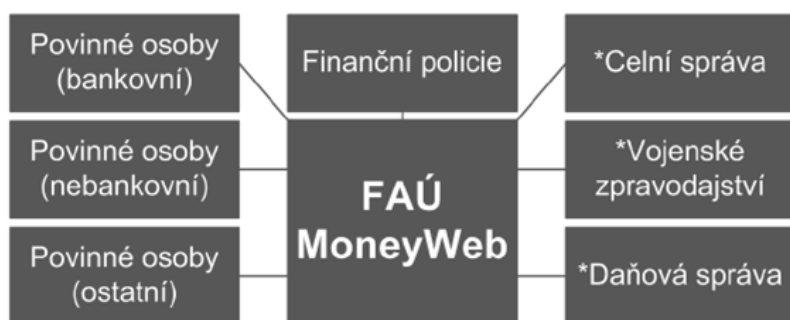 Povinné osoby
(bankovní)
Finanční policie
*Celní správa
Povinné osoby
(nebankovní)
FAÚ
MoneyWeb
*Vojenské
zpravodajství
Povinné osoby
(ostatní)
*Daňová správa